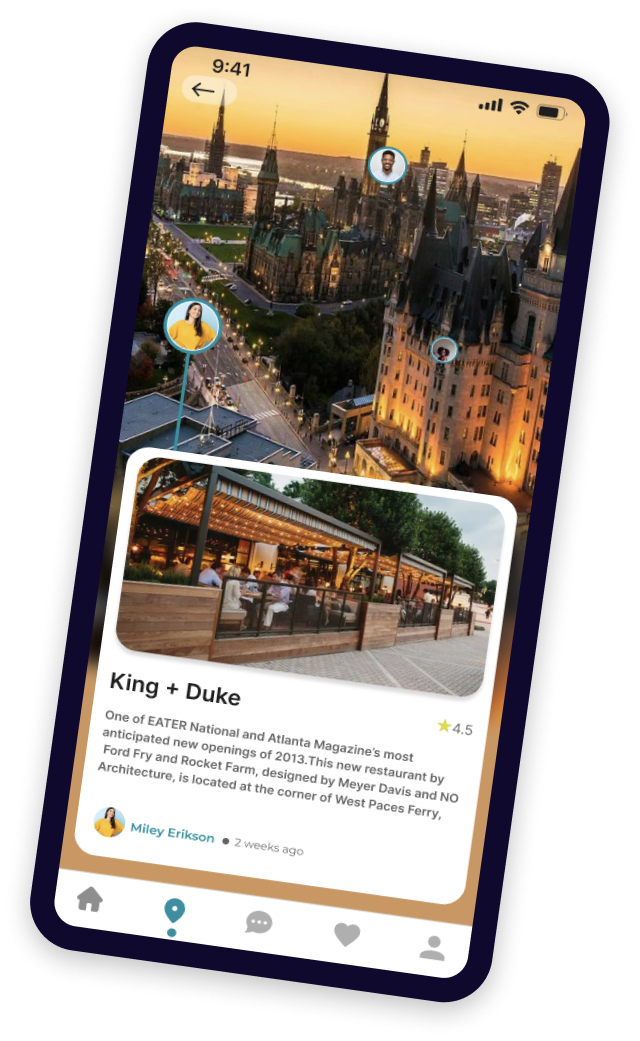 9:41
King + Duke
4.5
One of EATER National and Atlanta Magazine's most
anticipated new openings of 2013.This new restaurant by
Ford Fry and Rocket Farm, designed by Meyer Davis and NO
Architecture, is located at the corner of West Paces Ferry,
Miley Erikson ● 2 weeks ago